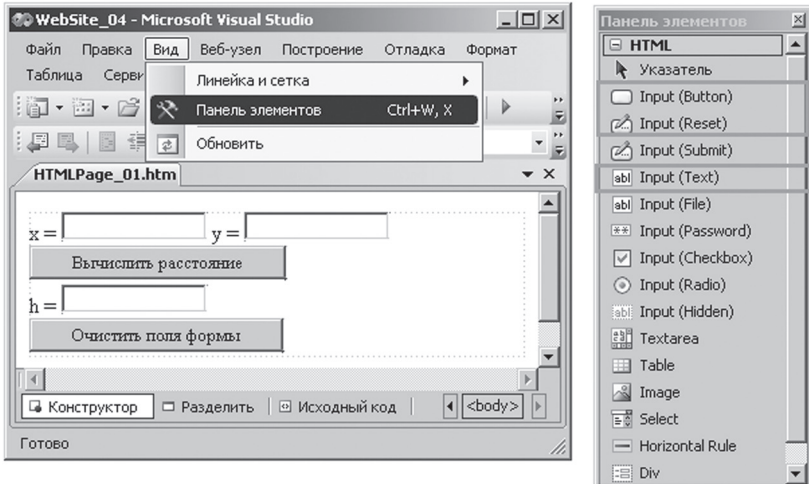 WebSite_04 - Microsoft Visual Studio
Файл Правка Вид Веб-узел Построение Отладка Формат
Таблица Серви
Линейка и сетка
Панель элементов Ctrl+W, X
Обновить
HTMLPage_01.htm
x = y =
Вычислить расстояние
h =
Очистить поля формы
Конструктор Разделить Исходный код <body>
Готово
Панель элементов
HTML
Указатель
Input (Button)
Input (Reset)
Input (Submit)
abl Input (Text)
abl Input (File)
Input (Password)
Input (Checkbox)
Input (Radio)
abl Input (Hidden)
Textarea
Table
Image
Select
Horizontal Rule
Div